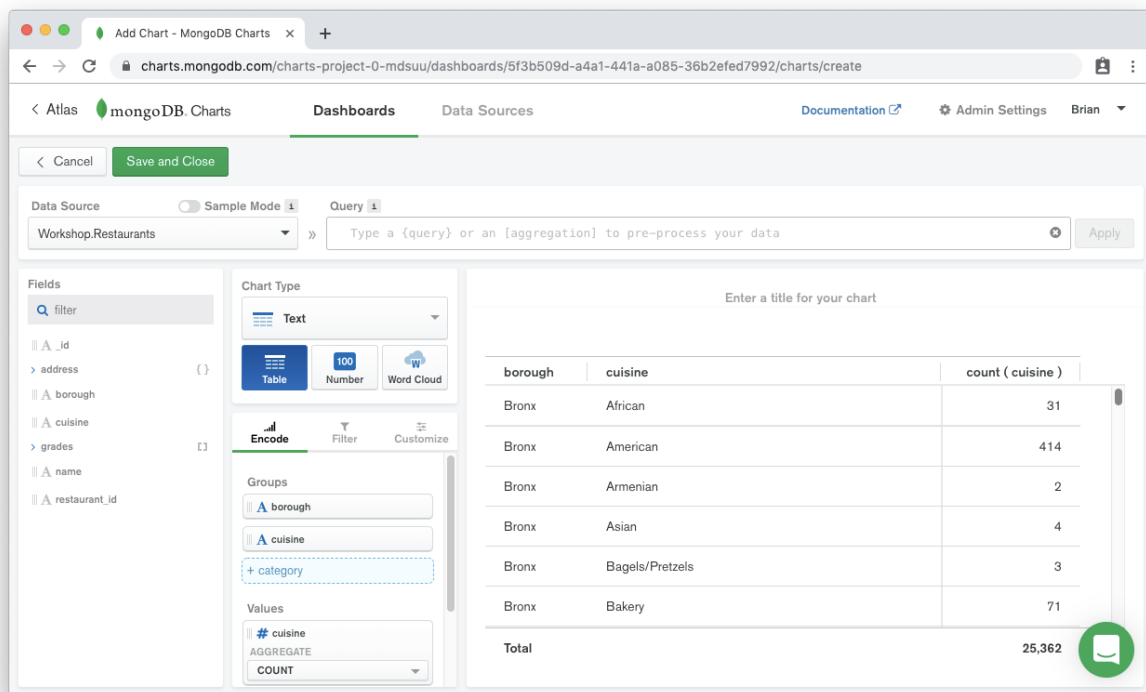 Add Chart - MongoDB Charts
charts.mongodb.com/charts-project-0-mdsuu/dashboards/5f3b509d-a4a1-441a-a085-36b2efed7992/charts/create
Atlas mongoDB. Charts Dashboards Data Sources Documentation Admin Settings Brian
Cancel Save and Close
Data Source Sample Mode i Query i
Workshop.Restaurants » Type a {query} or an [aggregation] to pre-process your data Apply
Fields
filter
A _id
address { }
A borough
A cuisine
grades []
A name
A restaurant_id
Chart Type
Text
100 W
Table Number Word Cloud
Encode Filter Customize
Groups
A borough
A cuisine
+ category
Values
# cuisine
AGGREGATE
COUNT
Enter a title for your chart
borough cuisine count ( cuisine )
Bronx African 31
Bronx American 414
Bronx Armenian 2
Bronx Asian 4
Bronx Bagels/Pretzels 3
Bronx Bakery 71
Total 25,362